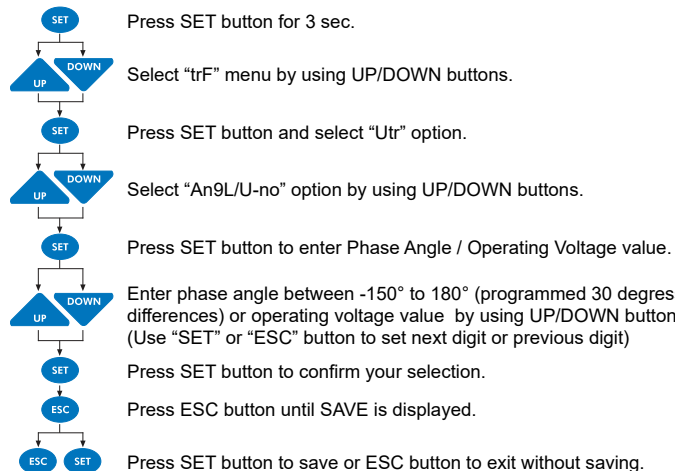 SET
Press SET button for 3 sec.
UP DOWN
Select “trF” menu by using UP/DOWN buttons.
SET
Press SET button and select “Utr” option.
UP DOWN
Select “An9L/U-no” option by using UP/DOWN buttons.
SET
Press SET button to enter Phase Angle / Operating Voltage value.
UP DOWN
Enter phase angle between -150° to 180° (programmed 30 degres
differences) or operating voltage value by using UP/DOWN button
(Use “SET” or “ESC” button to set next digit or previous digit)
SET
Press SET button to confirm your selection.
ESC
Press ESC button until SAVE is displayed.
ESC SET
Press SET button to save or ESC button to exit without saving.